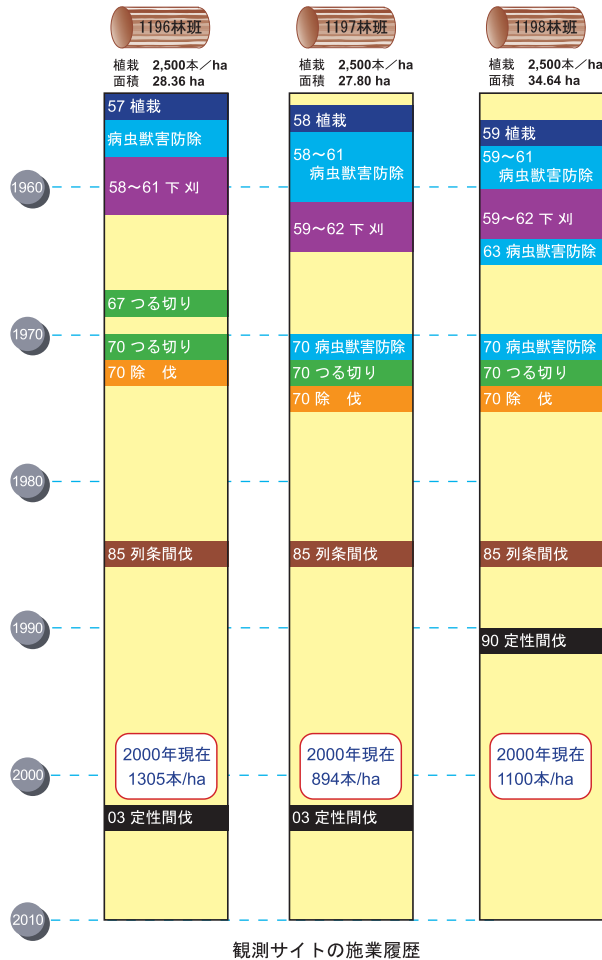 1196林班
植栽 2,500本／ha
面積 28.36 ha
57 植栽
病虫獣害防除
58〜61 下 刈
67 つる切り
70 つる切り
70 除 伐
85 列条間伐
2000年現在
1305本/ha
03 定性間伐
1197林班
植栽 2,500本／ha
面積 27.80 ha
58 植栽
58〜61
病虫獣害防除
59〜62 下 刈
70 病虫獣害防除
70 つる切り
70 除 伐
85 列条間伐
2000年現在
894本/ha
03 定性間伐
1198林班
植栽 2,500本／ha
面積 34.64 ha
59 植栽
59〜61
病虫獣害防除
59〜62 下 刈
63 病虫獣害防除
70 病虫獣害防除
70 つる切り
70 除 伐
85 列条間伐
90 定性間伐
2000年現在
1100本/ha
1960
1970
1980
1990
2000
2010
観測サイトの施業履歴